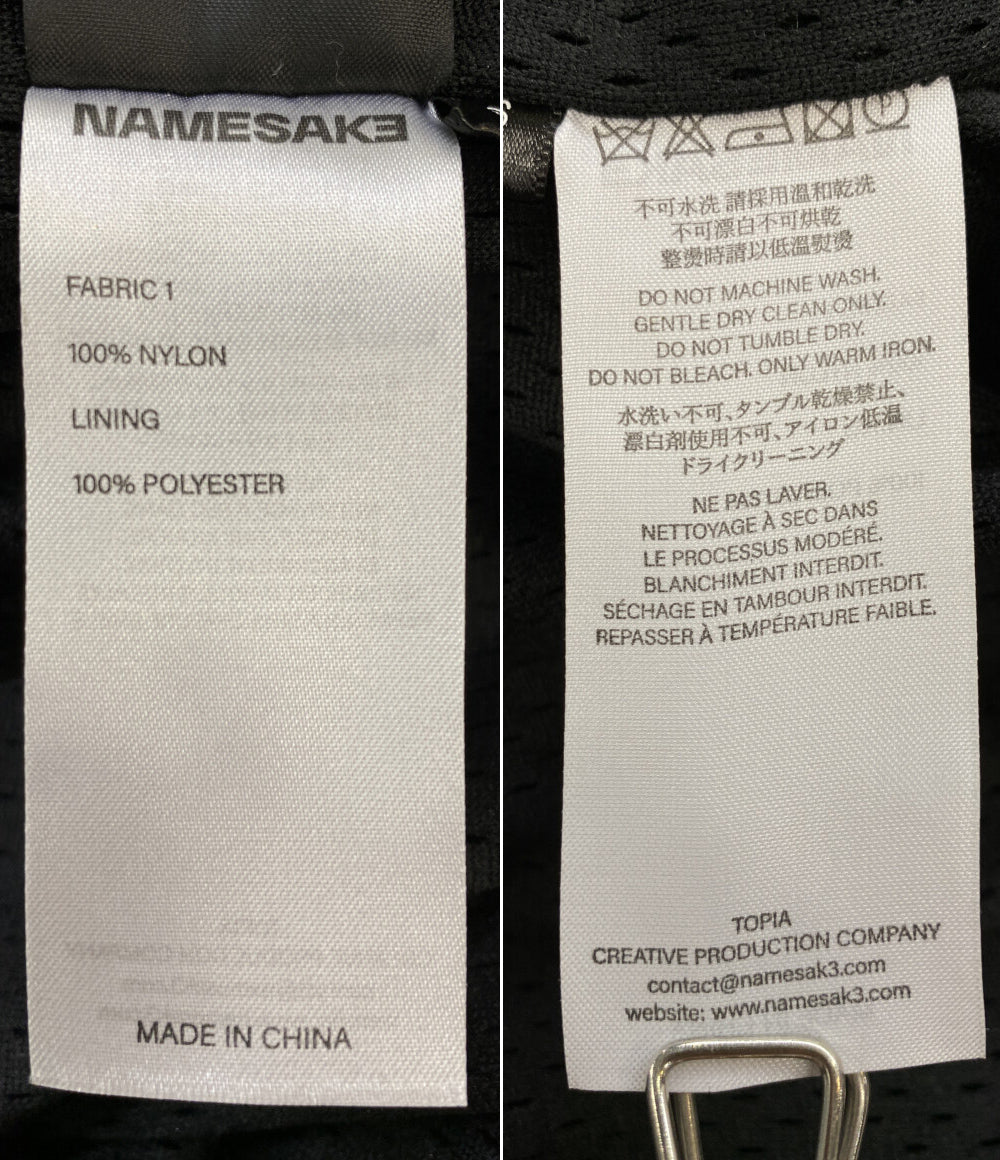 NAMESAKE
FABRIC 1
100% NYLON
LINING
100% POLYESTER
MADE IN CHINA
不可水洗 請採用溫和乾洗
不可漂白不可烘乾
整燙時請以低溫熨燙
DO NOT MACHINE WASH.
GENTLE DRY CLEAN ONLY.
DO NOT TUMBLE DRY.
DO NOT BLEACH. ONLY WARM IRON.
水洗い不可、タンブル乾燥禁止、
漂白剤使用不可、アイロン低温
ドライクリーニング
NE PAS LAVER.
NETTOYAGE À SEC DANS
LE PROCESSUS MODÉRÉ.
BLANCHIMENT INTERDIT.
SÉCHAGE EN TAMBOUR INTERDIT.
REPASSER À TEMPÉRATURE FAIBLE.
TOPIA
CREATIVE PRODUCTION COMPANY
contact@namesak3.com
website: www.namesak3.com